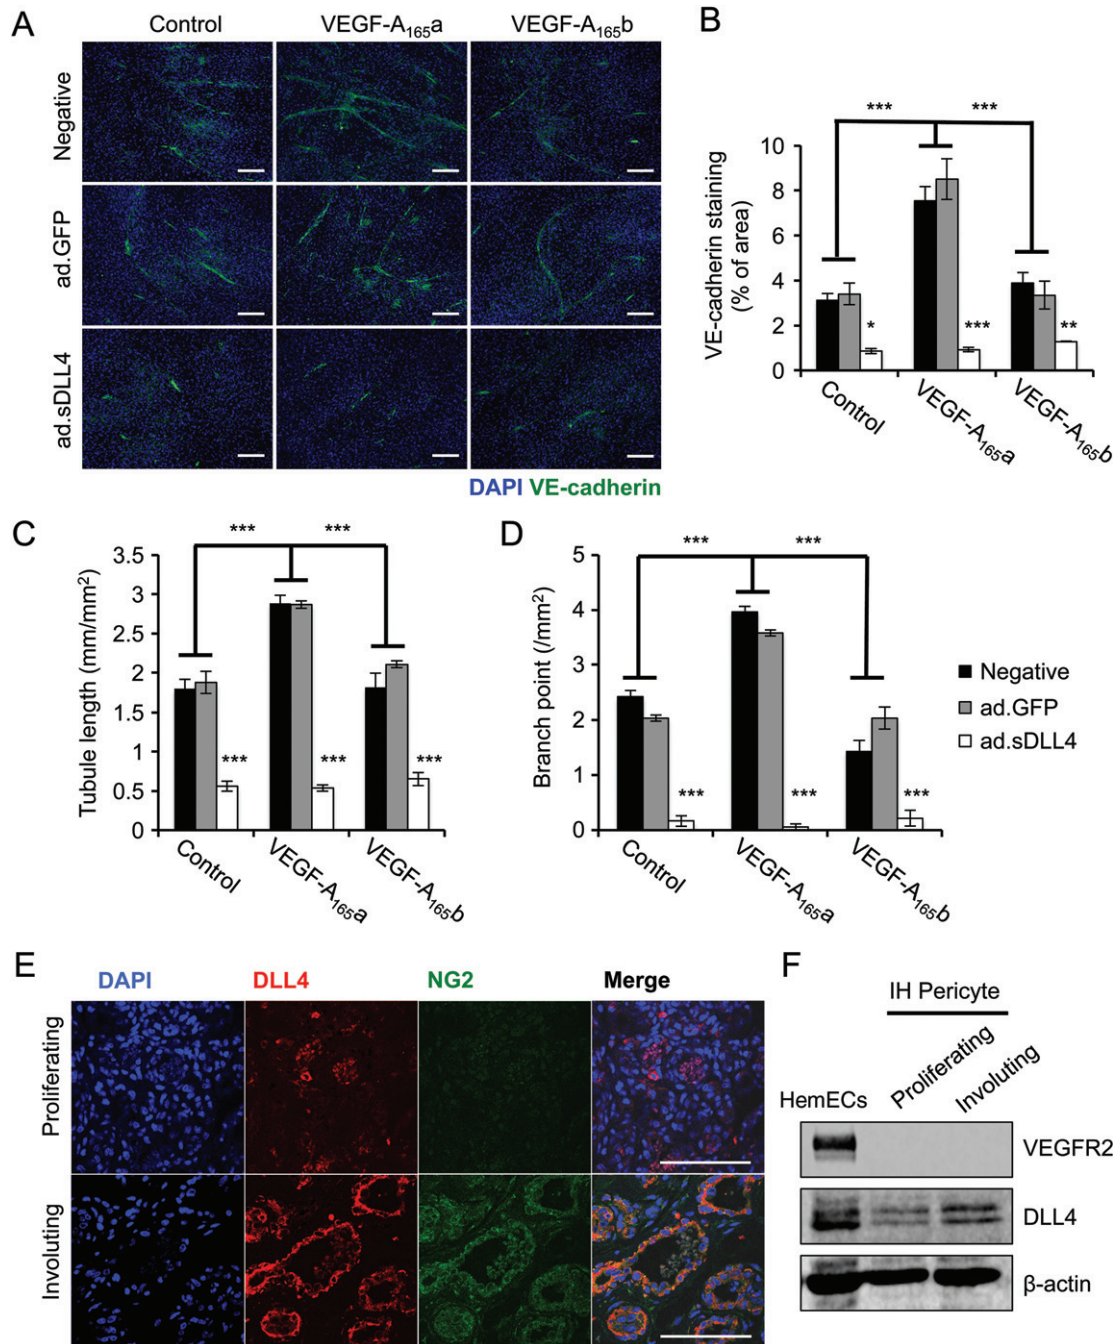 A
Control VEGF-A₁₆₅a VEGF-A₁₆₅b
Negative
ad.GFP
ad.sDLL4
DAPI VE-cadherin
B
*** ***
VE-cadherin staining
(% of area)
10
8
6
4
2
0
* *** **
Control VEGF-A₁₆₅a VEGF-A₁₆₅b
C
*** ***
Tubule length (mm/mm²)
3.5
3
2.5
2
1.5
1
0.5
0
*** *** ***
Control VEGF-A₁₆₅a VEGF-A₁₆₅b
D
*** ***
Branch point (/mm²)
5
4
3
2
1
0
*** *** ***
Control VEGF-A₁₆₅a VEGF-A₁₆₅b
Negative
ad.GFP
ad.sDLL4
E
DAPI DLL4 NG2 Merge
Proliferating
Involuting
F
IH Pericyte
HemECs Proliferating Involuting
VEGFR2
DLL4
β-actin